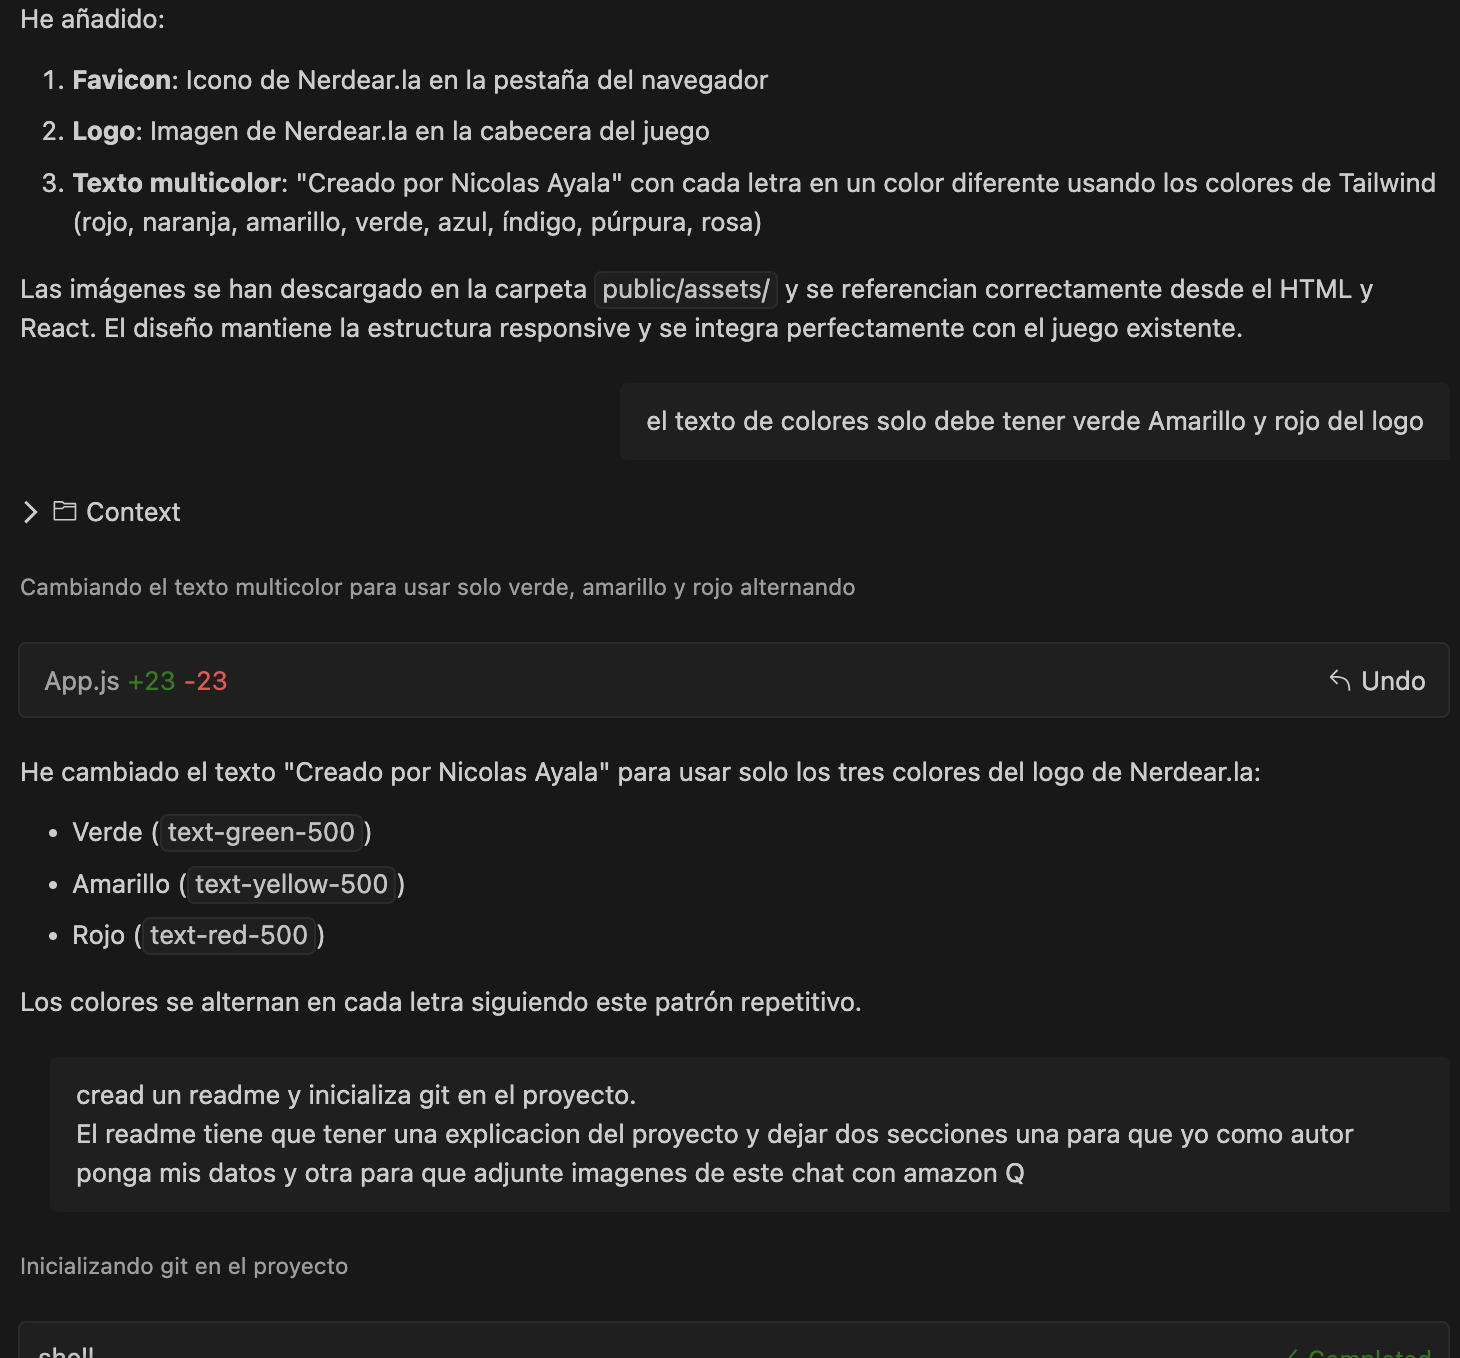 He añadido:
1. Favicon: Icono de Nerdear.la en la pestaña del navegador
2. Logo: Imagen de Nerdear.la en la cabecera del juego
3. Texto multicolor: "Creado por Nicolas Ayala" con cada letra en un color diferente usando los colores de Tailwind
(rojo, naranja, amarillo, verde, azul, índigo, púrpura, rosa)
Las imágenes se han descargado en la carpeta public/assets/ y se referencian correctamente desde el HTML y
React. El diseño mantiene la estructura responsive y se integra perfectamente con el juego existente.
el texto de colores solo debe tener verde Amarillo y rojo del logo
Context
Cambiando el texto multicolor para usar solo verde, amarillo y rojo alternando
App.js +23 -23 Undo
He cambiado el texto "Creado por Nicolas Ayala" para usar solo los tres colores del logo de Nerdear.la:
• Verde (text-green-500)
• Amarillo (text-yellow-500)
• Rojo (text-red-500)
Los colores se alternan en cada letra siguiendo este patrón repetitivo.
cread un readme y inicializa git en el proyecto.
El readme tiene que tener una explicacion del proyecto y dejar dos secciones una para que yo como autor
ponga mis datos y otra para que adjunte imagenes de este chat con amazon Q
Inicializando git en el proyecto
shell Completed